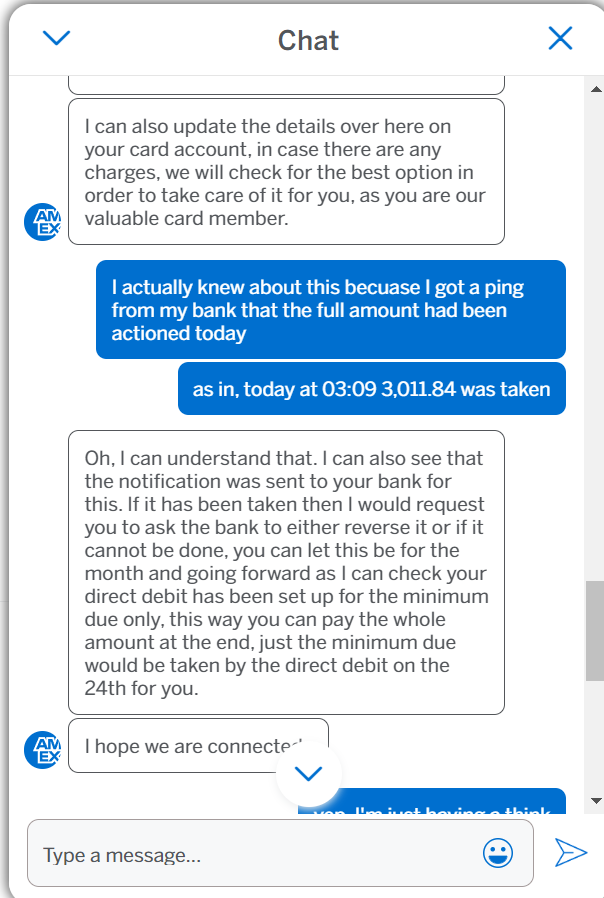 Chat
I can also update the details over here on
your card account, in case there are any
charges, we will check for the best option in
order to take care of it for you, as you are our
valuable card member.
AM
EX
I actually knew about this becuase I got a ping
from my bank that the full amount had been
actioned today
as in, today at 03:09 3,011.84 was taken
Oh, I can understand that. I can also see that
the notification was sent to your bank for
this. If it has been taken then I would request
you to ask the bank to either reverse it or if it
cannot be done, you can let this be for the
month and going forward as I can check your
direct debit has been set up for the minimum
due only, this way you can pay the whole
amount at the end, just the minimum due
would be taken by the direct debit on the
24th for you.
I hope we are connected
AM
EX
yep, I'm just having a think
Type a message...